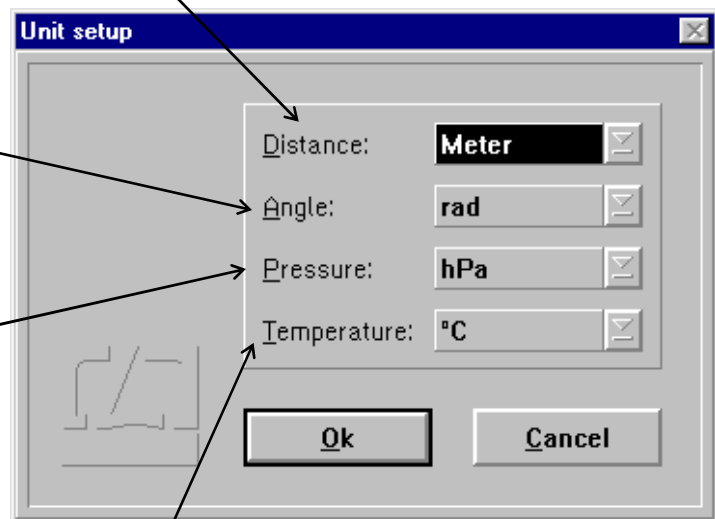 Unit setup
Distance: Meter
Angle: rad
Pressure: hPa
Temperature: °C
Ok Cancel